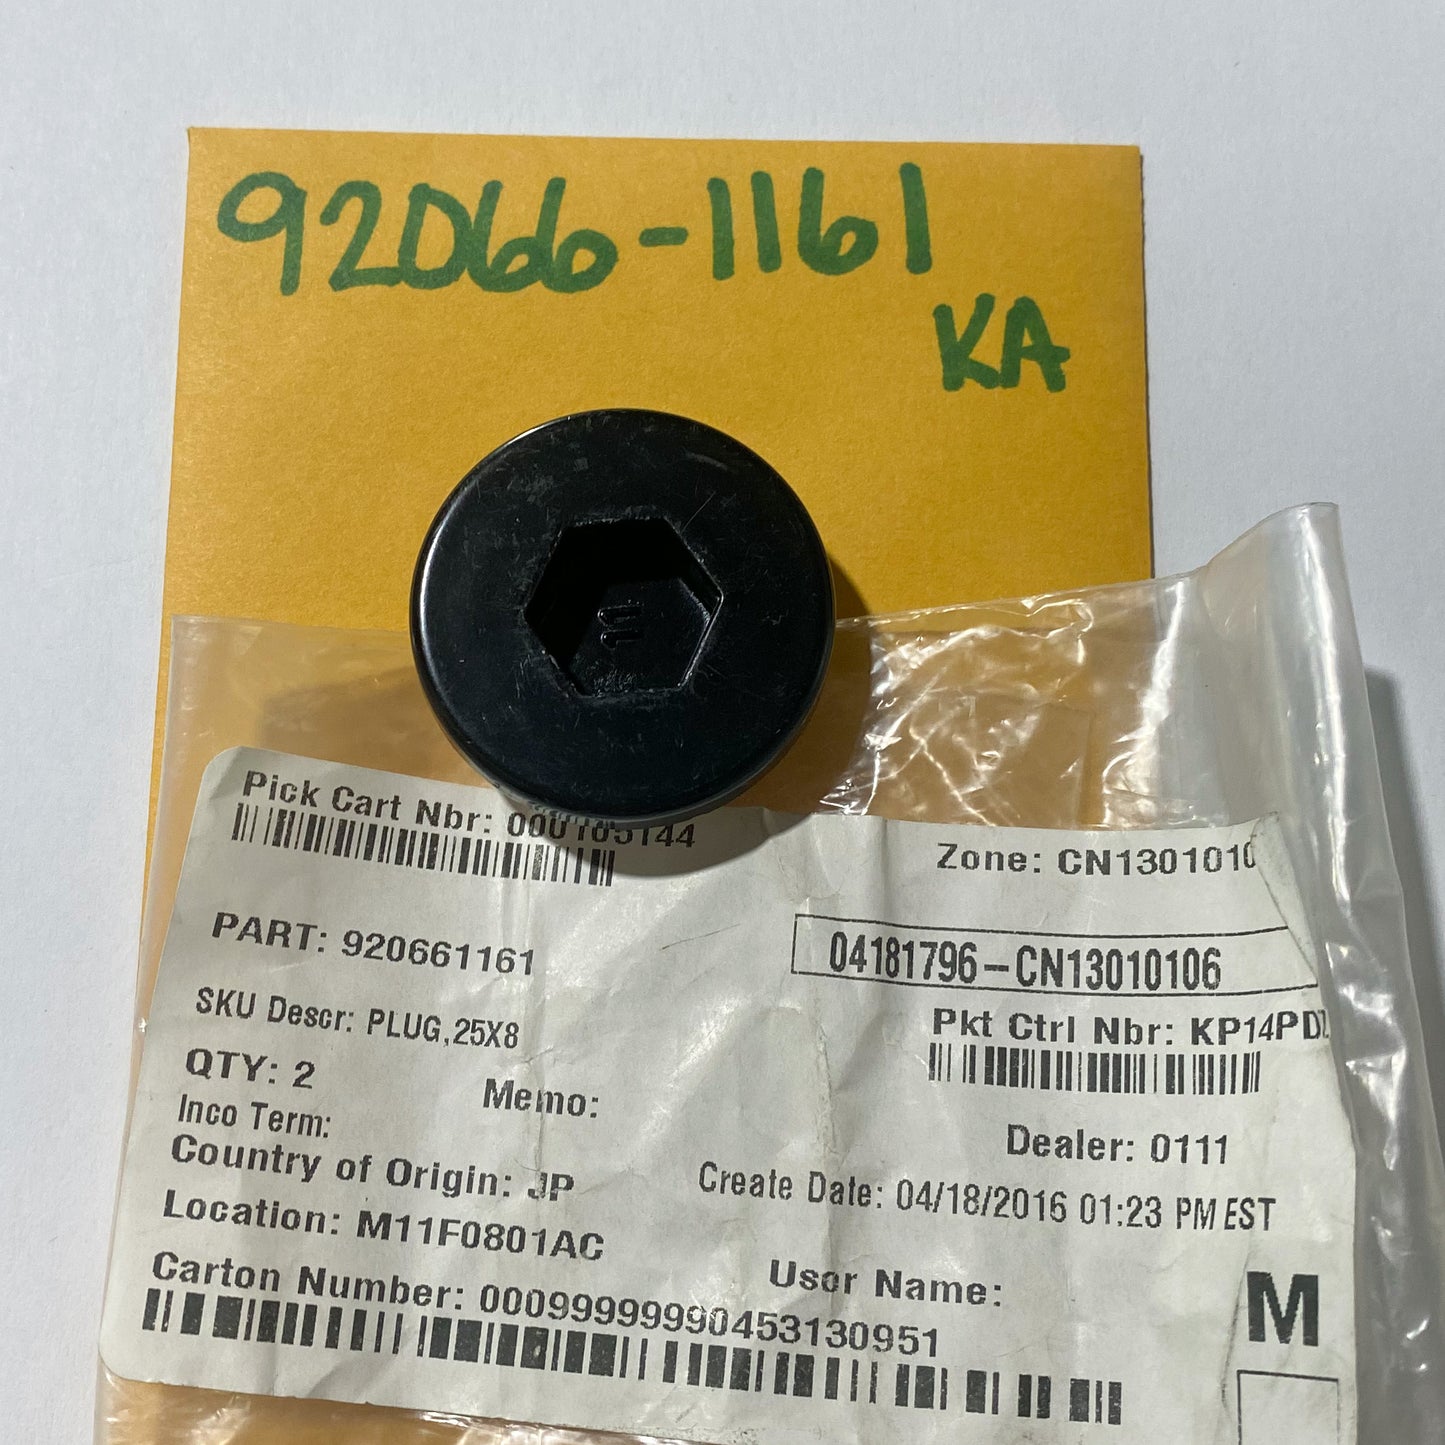 92066-1161
KA
11
Pick Cart Nbr: 000105144
Zone: CN1301010
PART: 920661161
04181796-CN13010106
SKU Descr: PLUG,25X8
Pkt Ctrl Nbr: KP14PDZ
QTY: 2
Memo:
Inco Term:
Dealer: 0111
Country of Origin: JP
Create Date: 04/18/2016 01:23 PM EST
Location: M11F0801AC
User Name:
Carton Number: 00099999990453130951
M